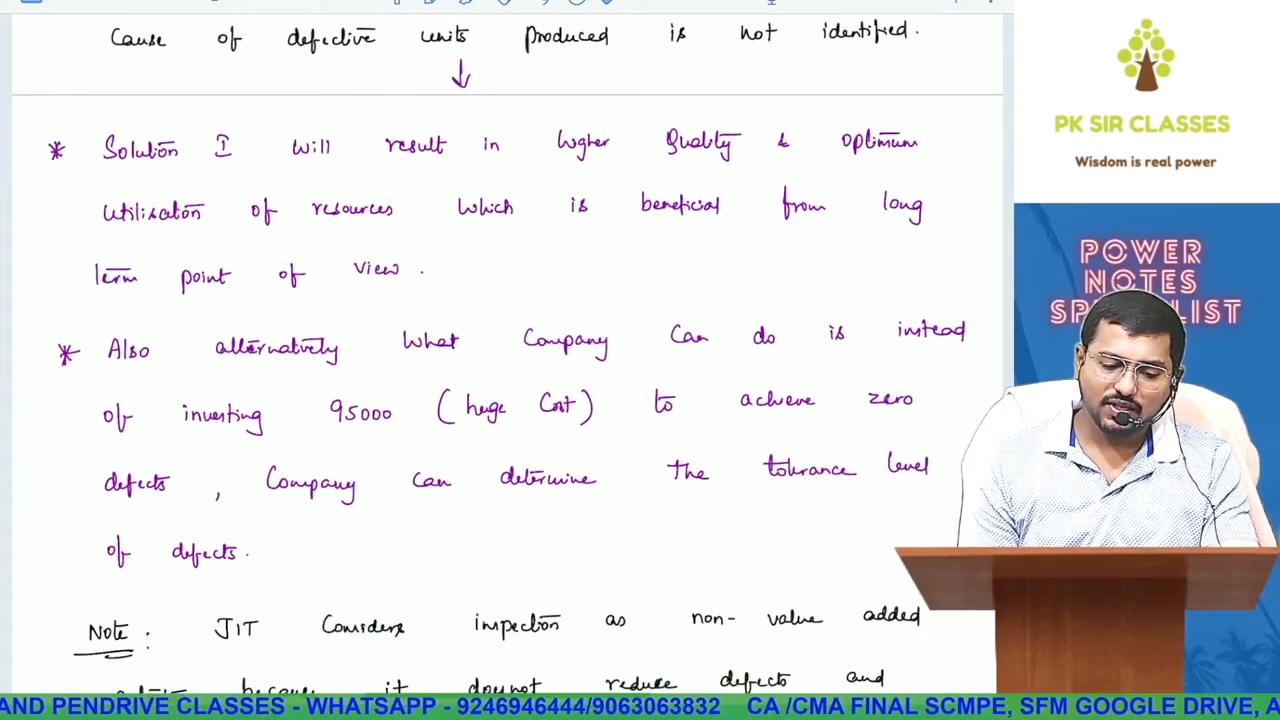 Cause of defective units produced is not identified.
* Solution I will result in higher Quality & optimum
utilisation of resources which is beneficial from long
term point of view.
* Also alternatively what Company Can do is instead
of investing 95000 (huge Cost) to achieve zero
defects, Company can determine the tolerance level
of defects.
Note: JIT Considers inspection as non-value added
because it doesnot reduce defects and
PK SIR CLASSES
Wisdom is real power
POWER
NOTES
SPECIALIST
AND PENDRIVE CLASSES - WHATSAPP - 9246946444/9063063832 CA /CMA FINAL SCMPE, SFM GOOGLE DRIVE, A